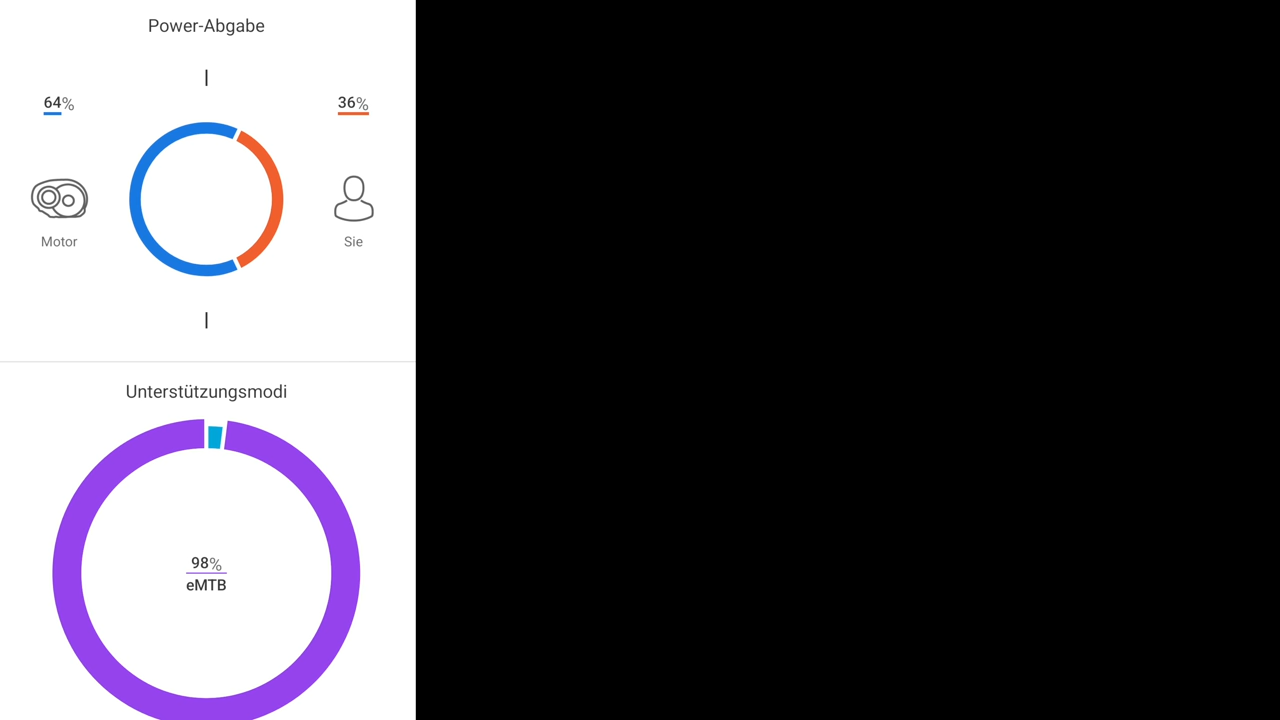 Power-Abgabe
64% 36%
Motor Sie
Unterstützungsmodi
98%
eMTB